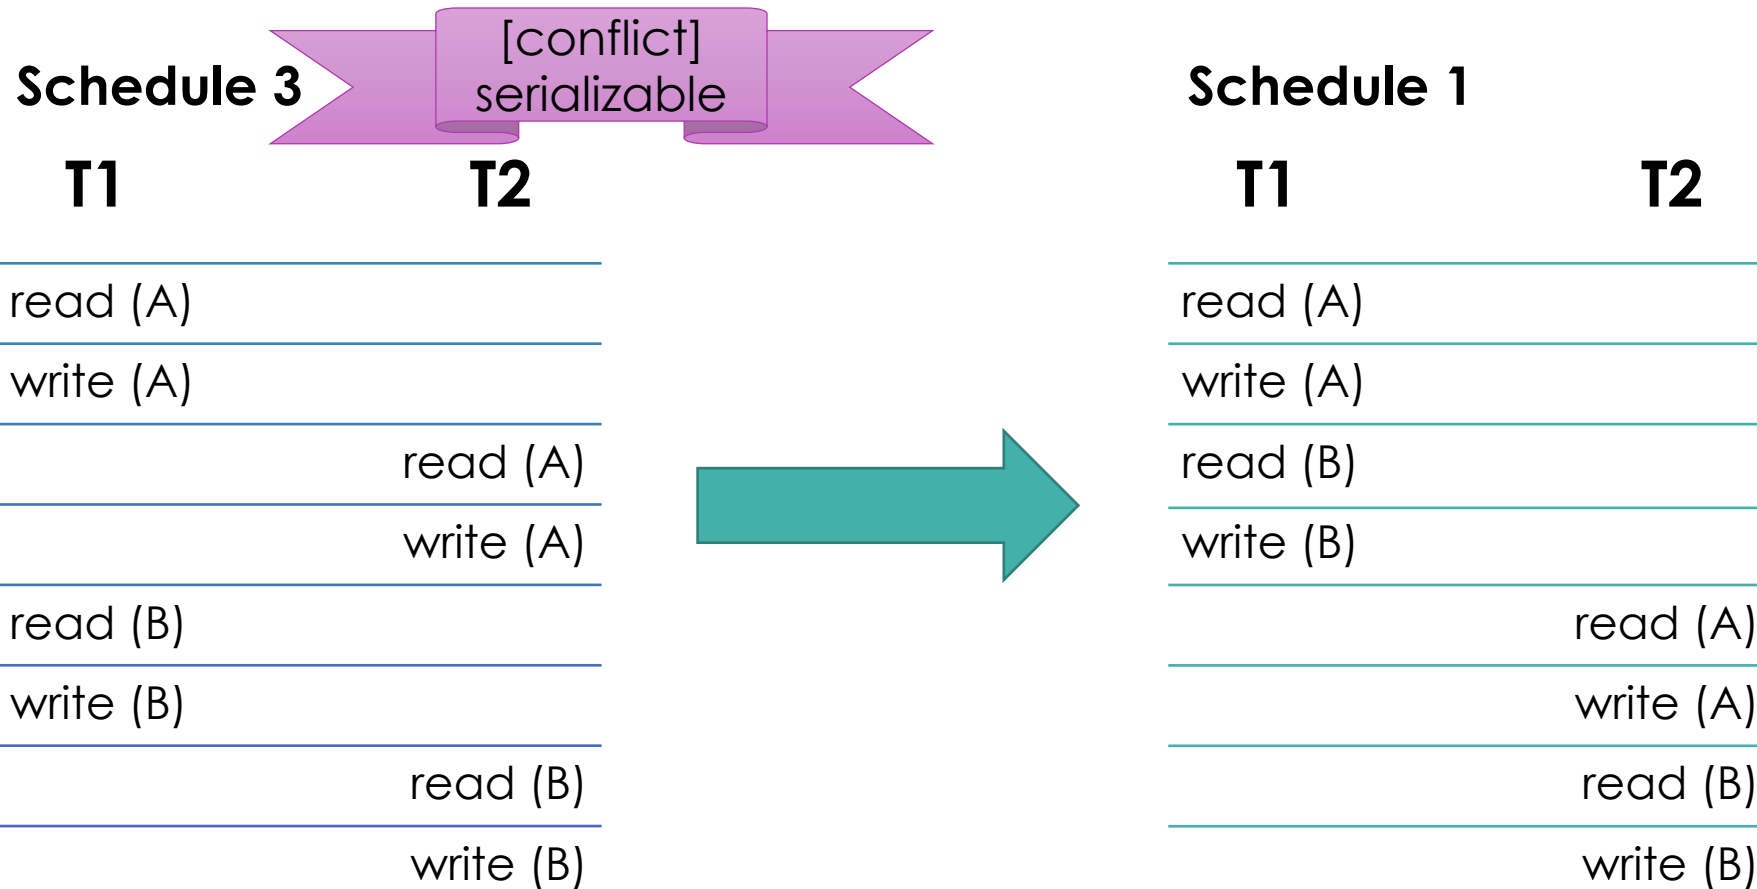 [conflict]
serializable
Schedule 3
T1 T2
read (A)
write (A)
read (A)
write (A)
read (B)
write (B)
read (B)
write (B)
Schedule 1
T1 T2
read (A)
write (A)
read (B)
write (B)
read (A)
write (A)
read (B)
write (B)